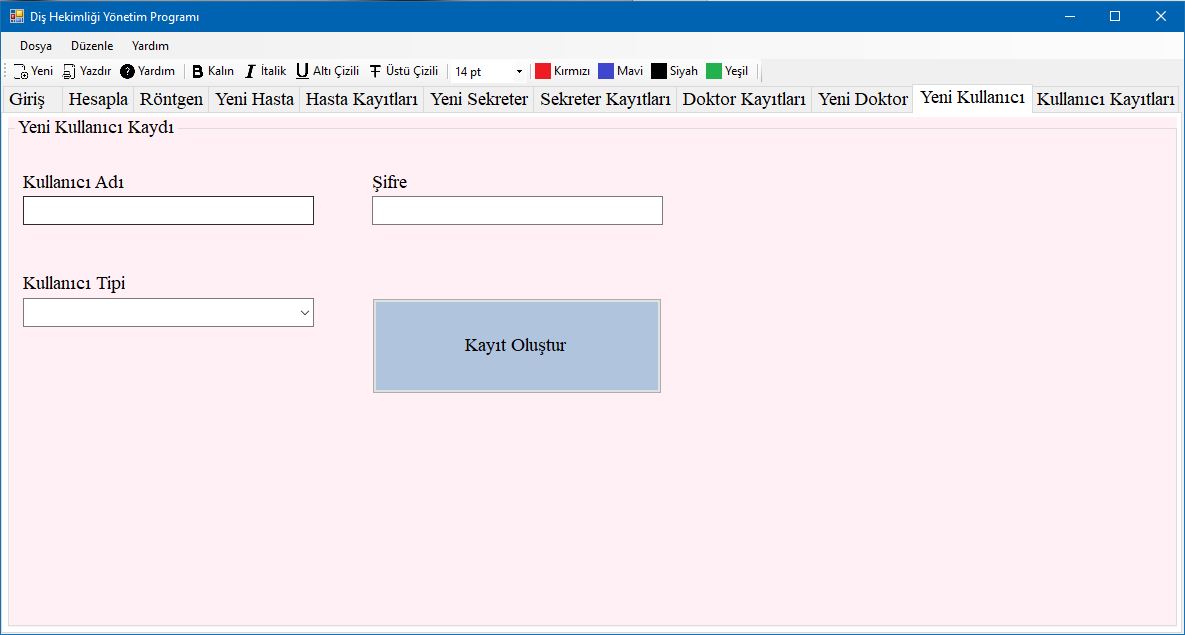 Diş Hekimliği Yönetim Programı
Dosya Düzenle Yardım
Yeni Yazdır Yardım B Kalın I İtalik U Altı Çizili T Üstü Çizili 14 pt Kırmızı Mavi Siyah Yeşil
Giriş Hesapla Röntgen Yeni Hasta Hasta Kayıtları Yeni Sekreter Sekreter Kayıtları Doktor Kayıtları Yeni Doktor Yeni Kullanıcı Kullanıcı Kayıtları
Yeni Kullanıcı Kaydı
Kullanıcı Adı Şifre
Kullanıcı Tipi
Kayıt Oluştur